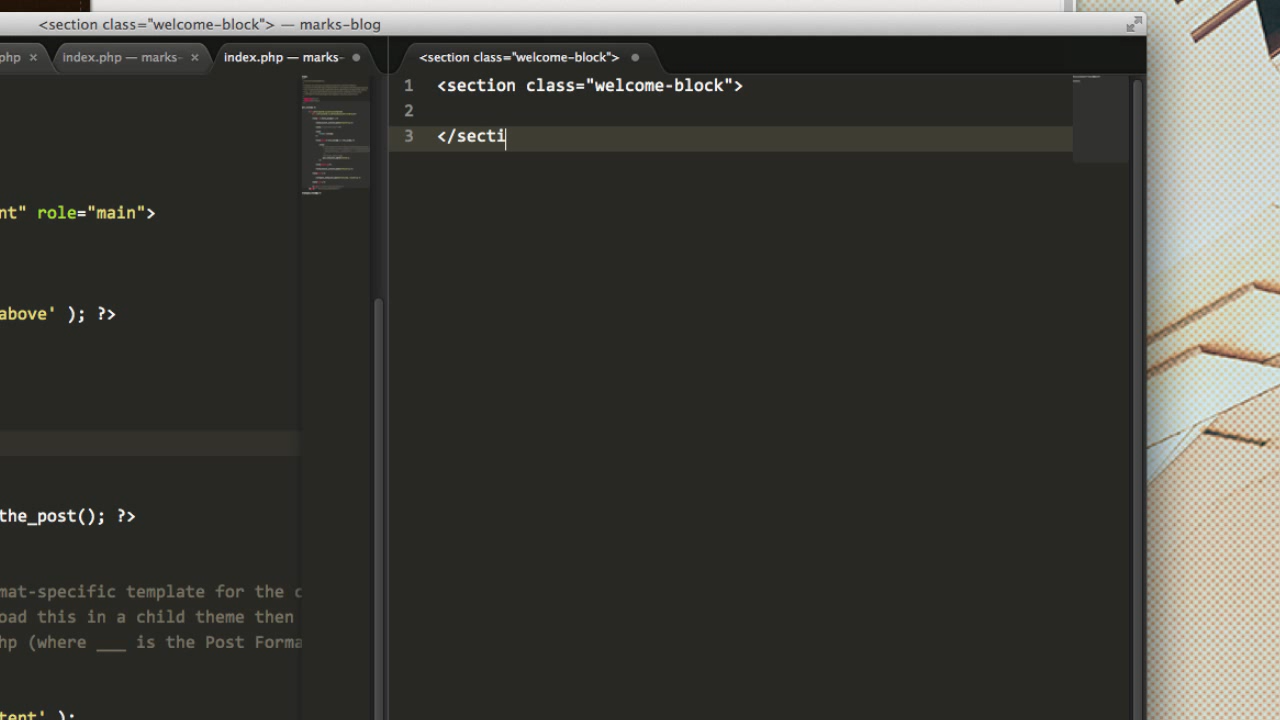 <section class="welcome-block"> — marks-blog
php × index.php — marks- × index.php — marks-
<section class="welcome-block">
nt" role="main">
above' ); ?>
the_post(); ?>
mat-specific template for the c
oad this in a child theme then
hp (where ___ is the Post Forma
tent' );
1 <section class="welcome-block">
2
3 </secti